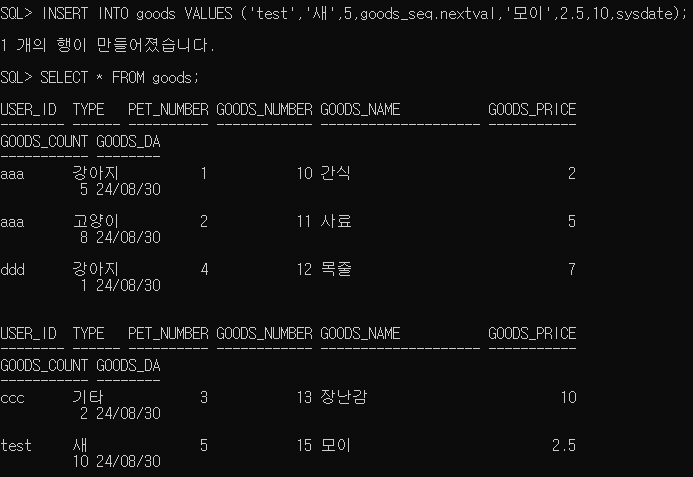 SQL> INSERT INTO goods VALUES ('test','새',5,goods_seq.nextval,'모이',2.5,10,sysdate);
1 개의 행이 만들어졌습니다.
SQL> SELECT * FROM goods;
USER_ID TYPE PET_NUMBER GOODS_NUMBER GOODS_NAME GOODS_PRICE
------- ------ ---------- ------------ -------------------- -----------
GOODS_COUNT GOODS_DA
----------- --------
aaa 강아지 1 10 간식 2
5 24/08/30
aaa 고양이 2 11 사료 5
8 24/08/30
ddd 강아지 4 12 목줄 7
1 24/08/30
USER_ID TYPE PET_NUMBER GOODS_NUMBER GOODS_NAME GOODS_PRICE
------- ------ ---------- ------------ -------------------- -----------
GOODS_COUNT GOODS_DA
----------- --------
ccc 기타 3 13 장난감 10
2 24/08/30
test 새 5 15 모이 2.5
10 24/08/30